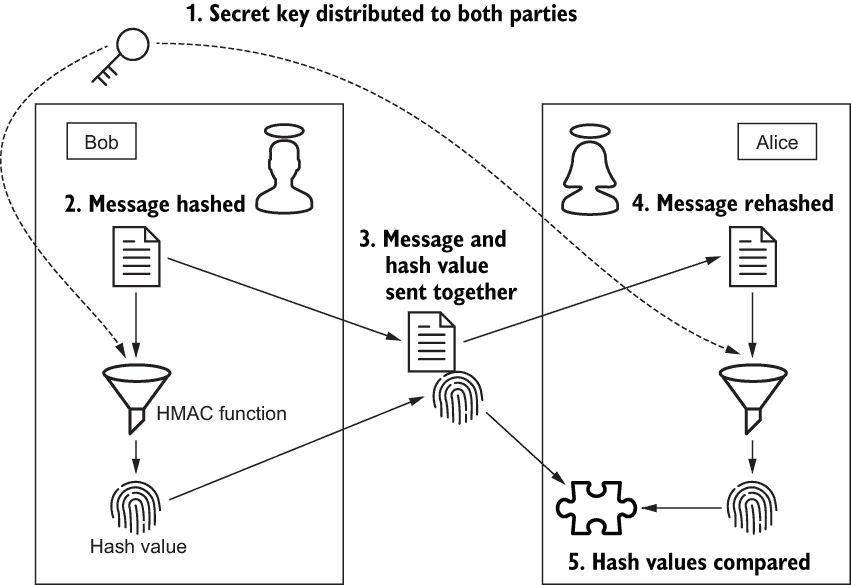 1. Secret key distributed to both parties
Bob
Alice
2. Message hashed
4. Message rehashed
3. Message and
hash value
sent together
HMAC function
Hash value
5. Hash values compared